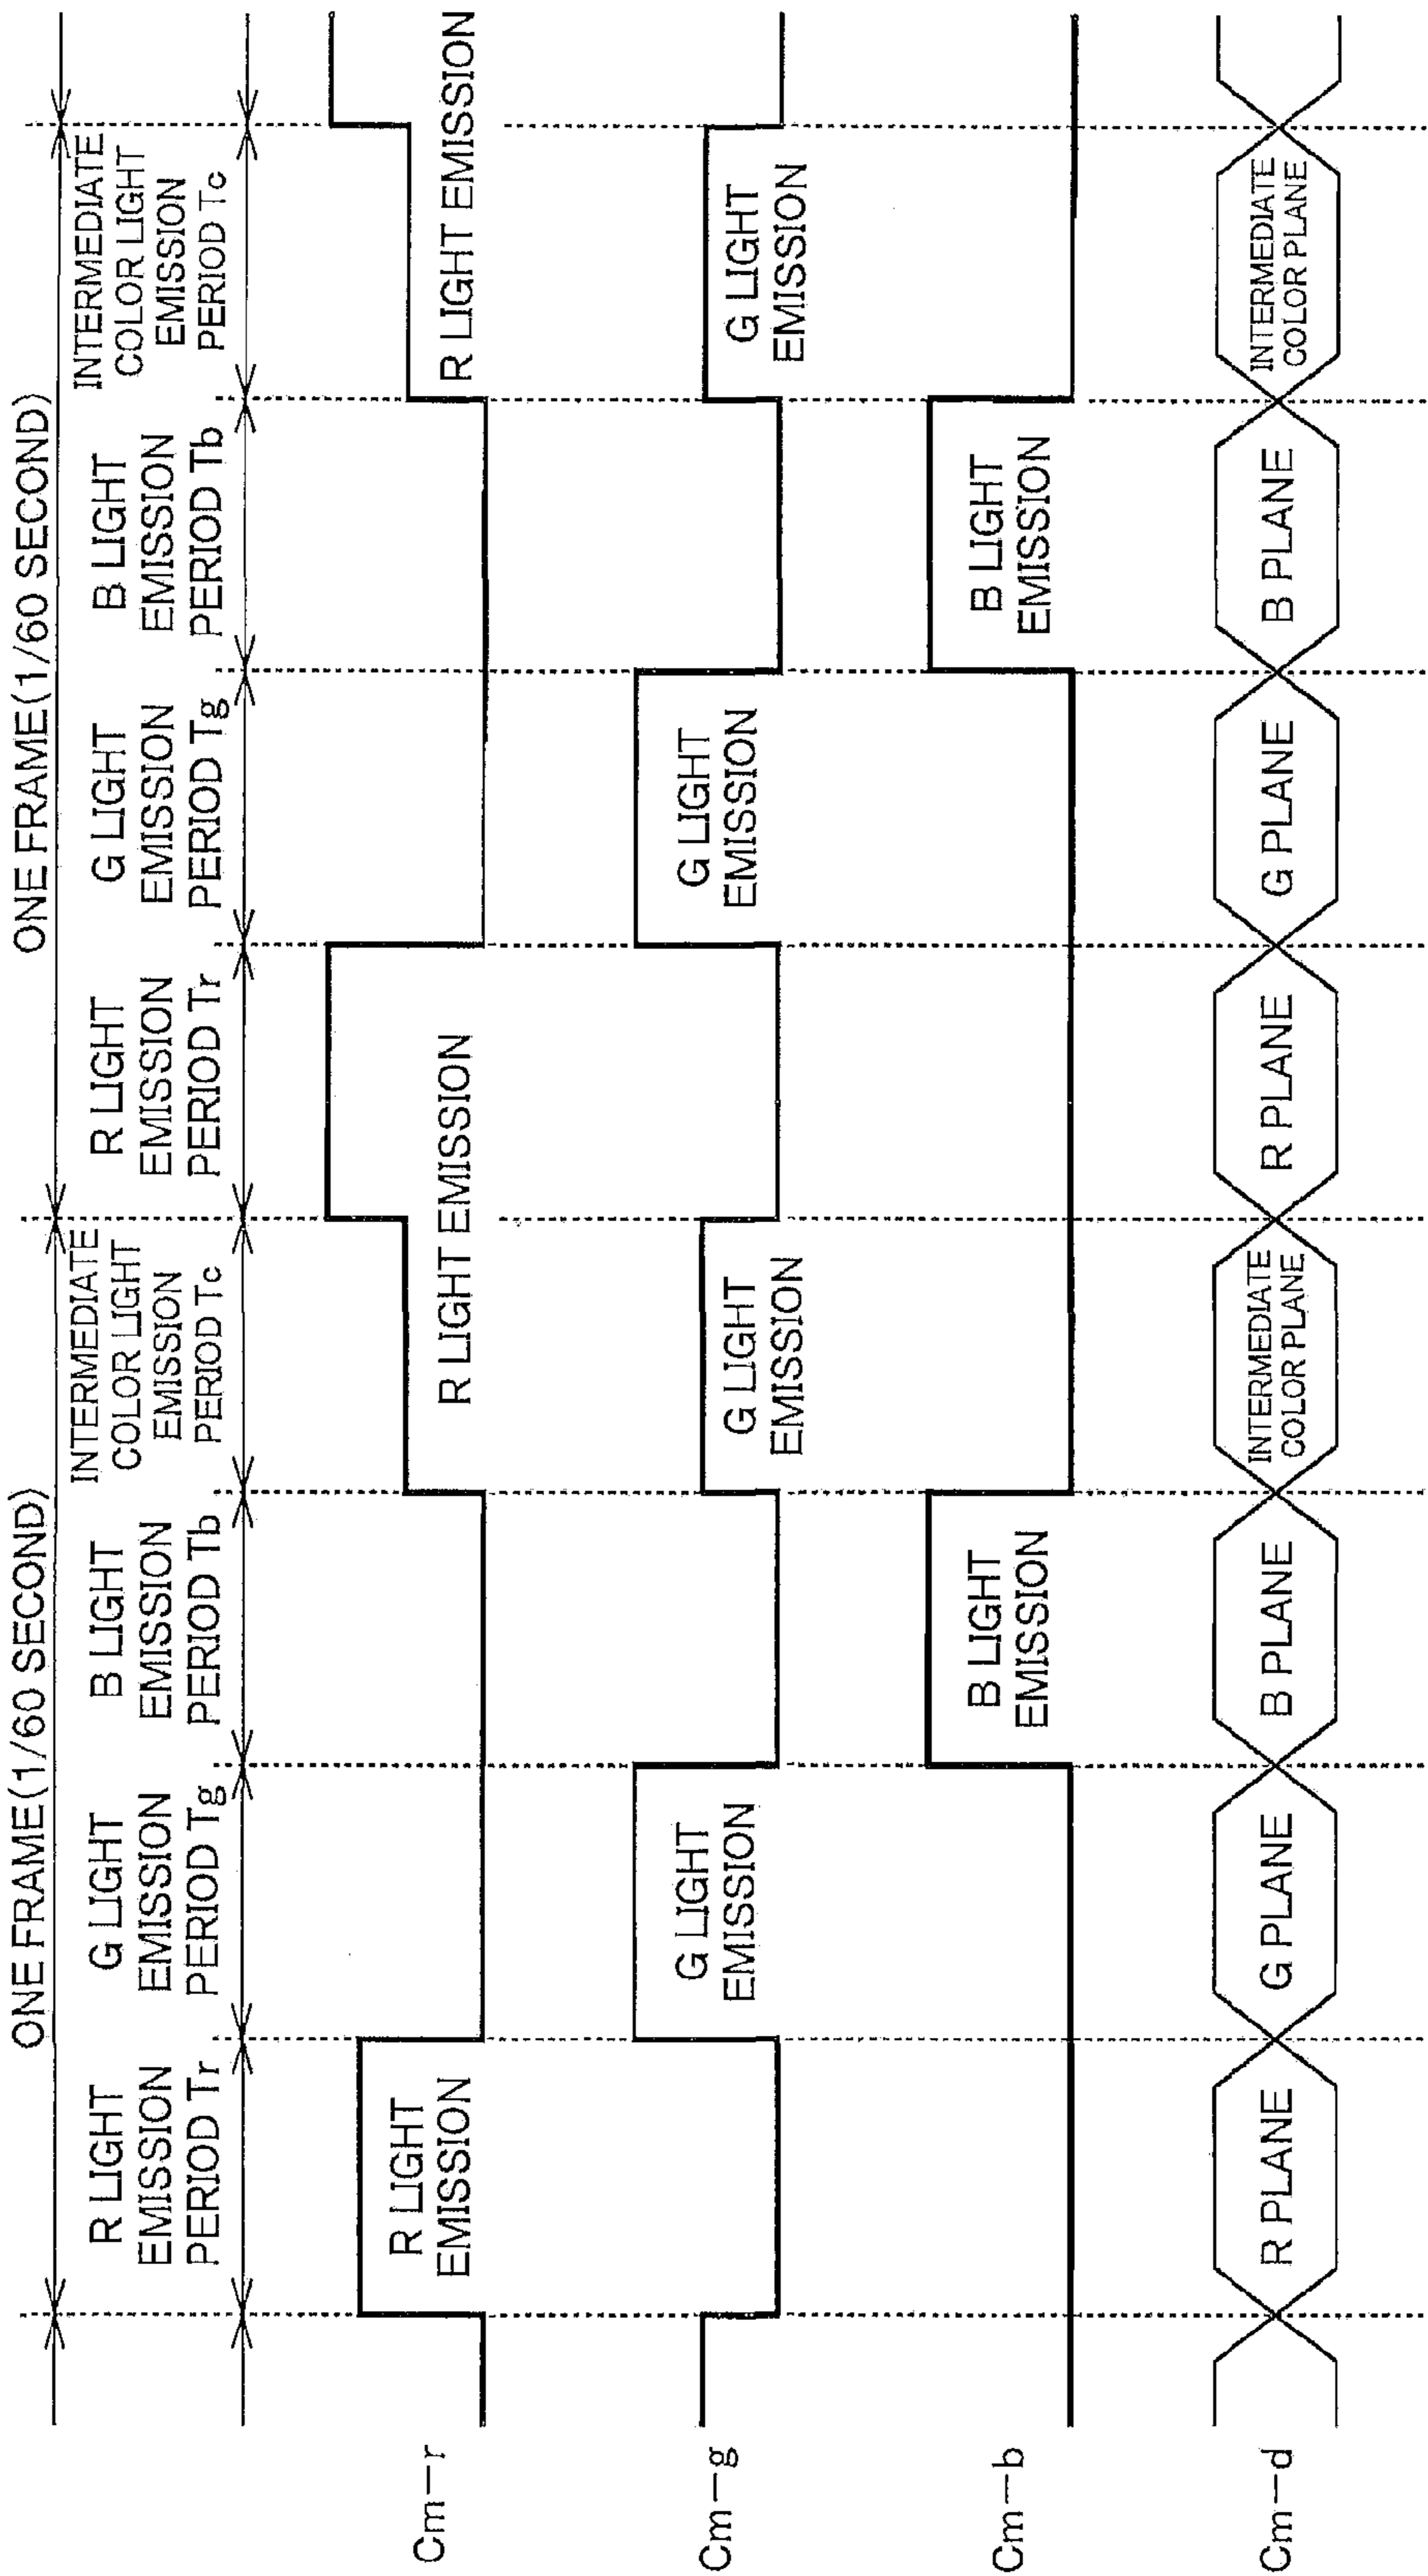 ONE FRAME(1/60 SECOND)
ONE FRAME(1/60 SECOND)
R LIGHT
EMISSION
PERIOD Tr
G LIGHT
EMISSION
PERIOD Tg
B LIGHT
EMISSION
PERIOD Tb
INTERMEDIATE
COLOR LIGHT
EMISSION
PERIOD Tc
R LIGHT
EMISSION
PERIOD Tr
G LIGHT
EMISSION
PERIOD Tg
B LIGHT
EMISSION
PERIOD Tb
INTERMEDIATE
COLOR LIGHT
EMISSION
PERIOD Tc
Cm-r
R LIGHT
EMISSION
R LIGHT EMISSION
R LIGHT EMISSION
Cm-g
G LIGHT
EMISSION
G LIGHT
EMISSION
G LIGHT
EMISSION
G LIGHT
EMISSION
Cm-b
B LIGHT
EMISSION
B LIGHT
EMISSION
Cm-d
R PLANE
G PLANE
B PLANE
INTERMEDIATE
COLOR PLANE
R PLANE
G PLANE
B PLANE
INTERMEDIATE
COLOR PLANE